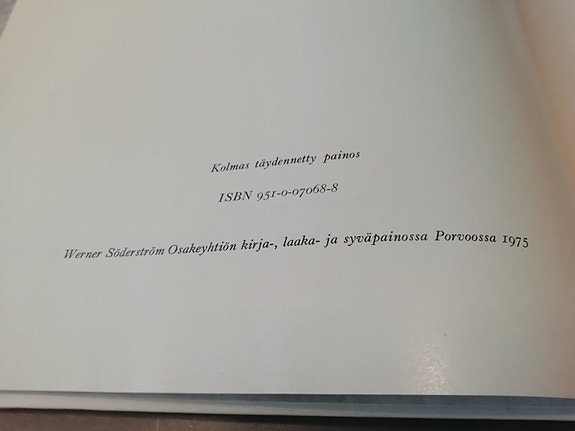 Kolmas täydennetty painos
ISBN 951-0-07068-8
Werner Söderström Osakeyhtiön kirja-, laaka- ja syväpainossa Porvoossa 1975